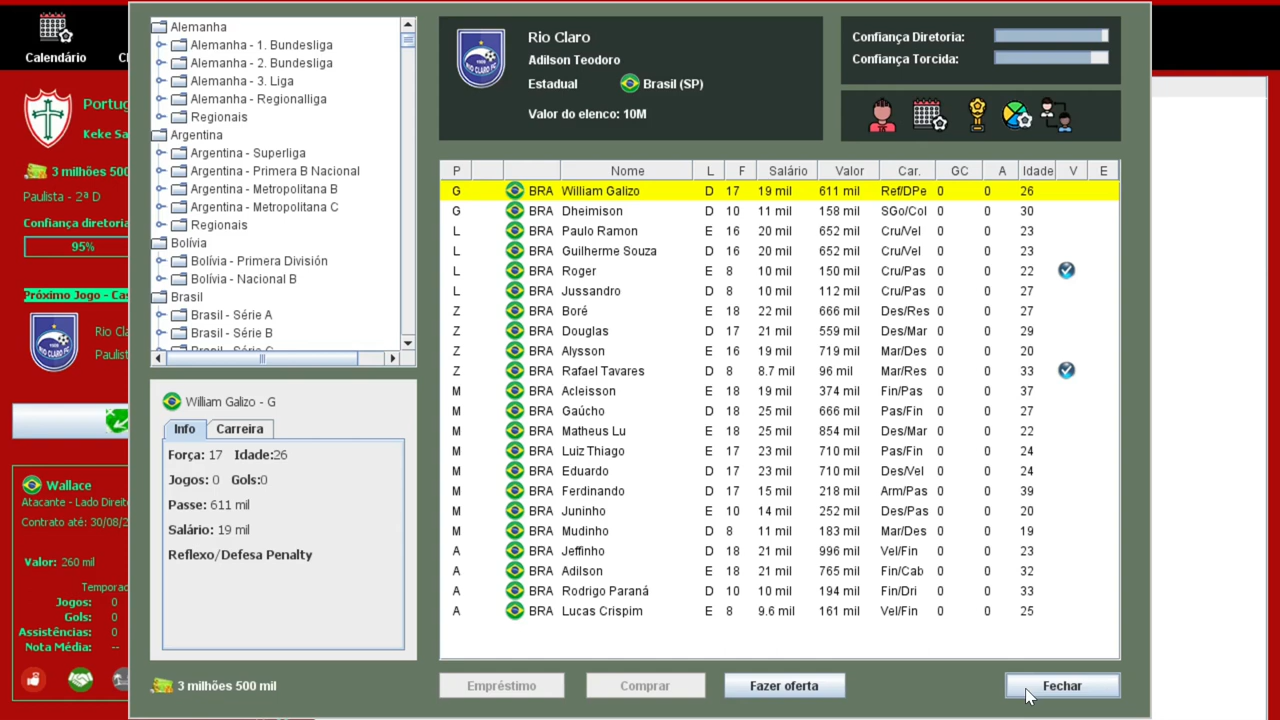 Calendário
Portug
Keke Sa
3 milhões 500
Paulista - 2ª D
Confiança diretoria
95%
Próximo Jogo - Cas
Rio Cla
Paulist
Wallace
Atacante - Lado Direito
Contrato até: 30/08/2
Valor: 260 mil
Temporad
Jogos: 0
Gols: 0
Assistências: 0
Nota Média: --
Alemanha
Alemanha - 1. Bundesliga
Alemanha - 2. Bundesliga
Alemanha - 3. Liga
Alemanha - Regionalliga
Regionais
Argentina
Argentina - Superliga
Argentina - Primera B Nacional
Argentina - Metropolitana B
Argentina - Metropolitana C
Regionais
Bolívia
Bolívia - Primera División
Bolívia - Nacional B
Brasil
Brasil - Série A
Brasil - Série B
Brasil - Série C
William Galizo - G
Info Carreira
Força: 17 Idade:26
Jogos: 0 Gols:0
Passe: 611 mil
Salário: 19 mil
Reflexo/Defesa Penalty
3 milhões 500 mil
RIO CLARO FC
Rio Claro
Adilson Teodoro
Estadual Brasil (SP)
Valor do elenco: 10M
Confiança Diretoria:
Confiança Torcida:
P Nome L F Salário Valor Car. GC A Idade V E
G BRA William Galizo D 17 19 mil 611 mil Ref/DPe 0 0 26
G BRA Dheimison D 10 11 mil 158 mil SGo/Col 0 0 30
L BRA Paulo Ramon E 16 20 mil 652 mil Cru/Vel 0 0 23
L BRA Guilherme Souza D 16 20 mil 652 mil Cru/Vel 0 0 23
L BRA Roger E 8 10 mil 150 mil Cru/Pas 0 0 22
L BRA Jussandro D 8 10 mil 112 mil Cru/Pas 0 0 27
Z BRA Boré E 18 22 mil 666 mil Des/Res 0 0 27
Z BRA Douglas D 17 21 mil 559 mil Des/Mar 0 0 29
Z BRA Alysson E 16 19 mil 719 mil Mar/Des 0 0 20
Z BRA Rafael Tavares D 8 8.7 mil 96 mil Mar/Res 0 0 33
M BRA Acleisson E 18 19 mil 374 mil Fin/Pas 0 0 37
M BRA Gaúcho D 18 25 mil 666 mil Pas/Fin 0 0 27
M BRA Matheus Lu E 18 25 mil 854 mil Des/Mar 0 0 22
M BRA Luiz Thiago E 17 23 mil 710 mil Pas/Fin 0 0 24
M BRA Eduardo D 17 23 mil 710 mil Des/Vel 0 0 24
M BRA Ferdinando D 17 15 mil 218 mil Arm/Pas 0 0 39
M BRA Juninho E 10 14 mil 252 mil Des/Pas 0 0 20
M BRA Mudinho D 8 11 mil 183 mil Mar/Des 0 0 19
A BRA Jeffinho D 18 21 mil 996 mil Vel/Fin 0 0 23
A BRA Adilson E 18 21 mil 765 mil Fin/Cab 0 0 32
A BRA Rodrigo Paraná D 10 10 mil 194 mil Fin/Dri 0 0 33
A BRA Lucas Crispim E 8 9.6 mil 161 mil Vel/Fin 0 0 25
Empréstimo Comprar Fazer oferta Fechar